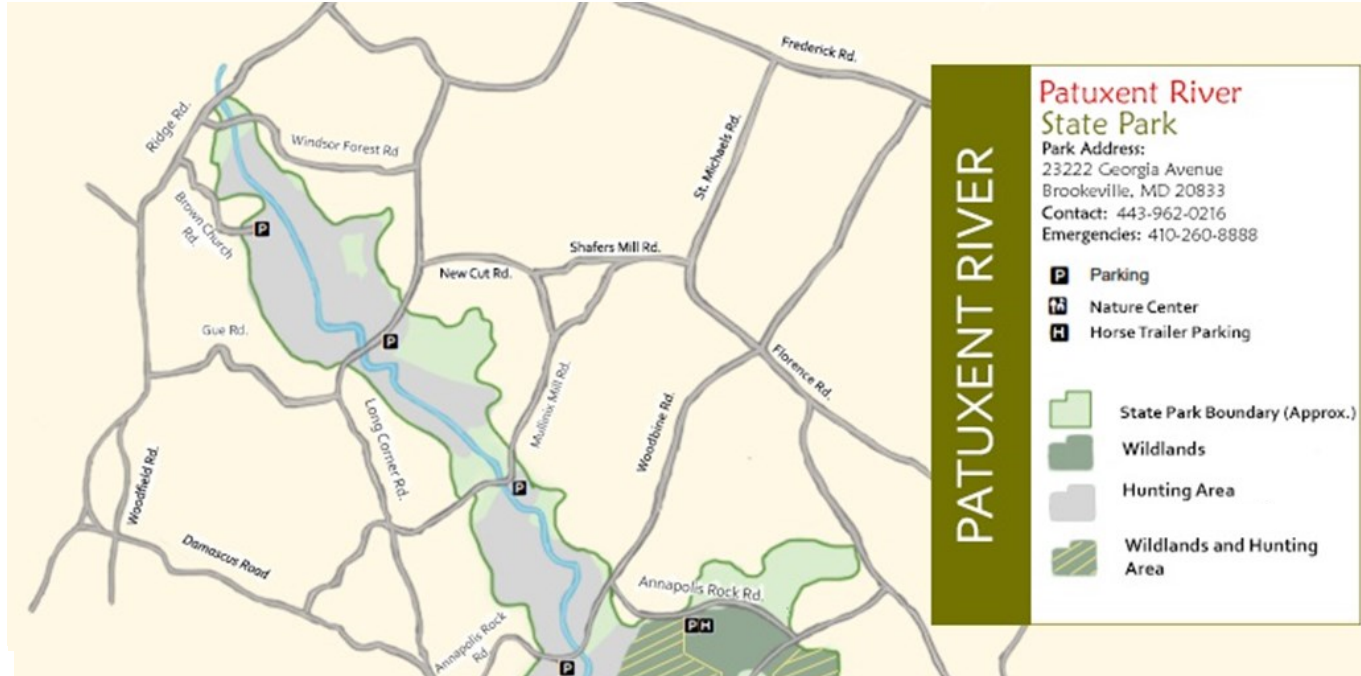 Frederick Rd.
Ridge Rd.
Windsor Forest Rd
St. Michaels Rd.
Brown Church
Rd.
P
Shafers Mill Rd.
New Cut Rd.
Gue Rd.
P
Florence Rd.
Mullinix Mill Rd.
Long Corner Rd.
Woodbine Rd.
Woodfield Rd.
P
Damascus Road
Annapolis Rock Rd.
P H
Annapolis Rock
Rd.
P
PATUXENT RIVER
Patuxent River
State Park
Park Address:
23222 Georgia Avenue
Brookeville, MD 20833
Contact: 443-962-0216
Emergencies: 410-260-8888
P Parking
Nature Center
H Horse Trailer Parking
State Park Boundary (Approx.)
Wildlands
Hunting Area
Wildlands and Hunting
Area